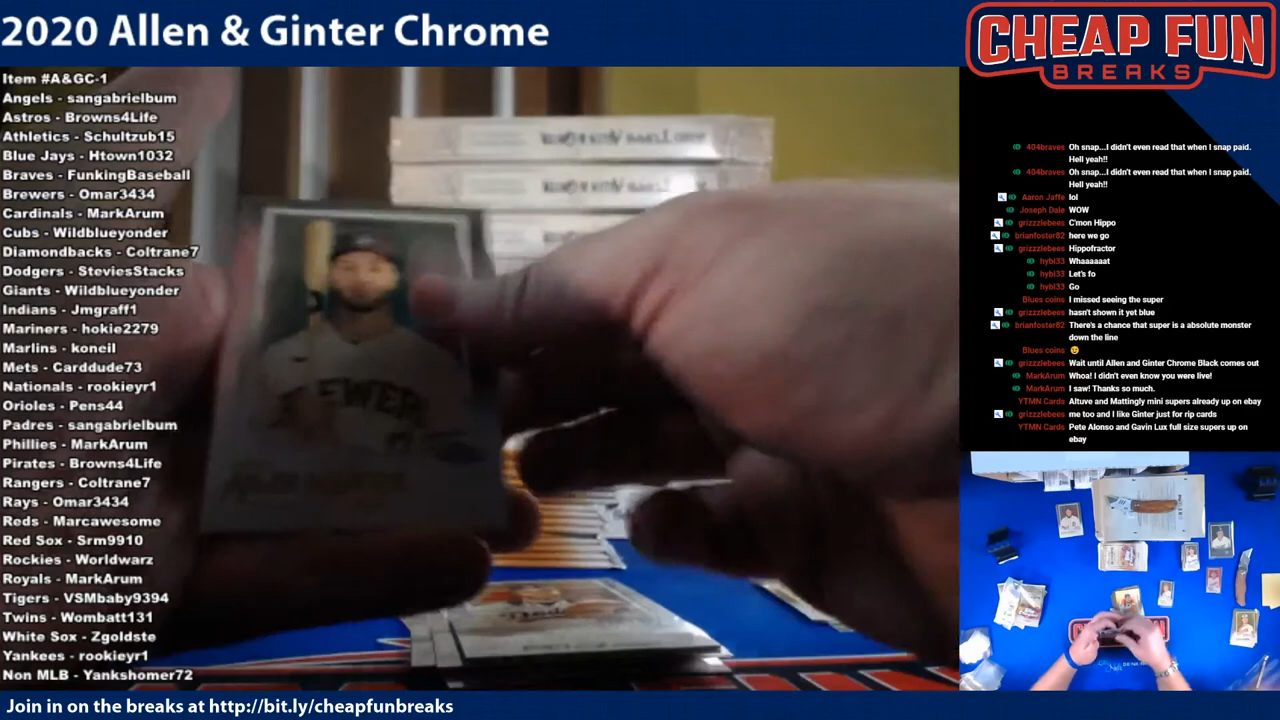 2020 Allen & Ginter Chrome
CHEAP FUN
BREAKS
Item #A&GC-1
Angels - sangabrielbum
Astros - Browns4Life
Athletics - Schultzub15
Blue Jays - Htown1032
Braves - FunkingBaseball
Brewers - Omar3434
Cardinals - MarkArum
Cubs - Wildblueyonder
Diamondbacks - Coltrane7
Dodgers - SteviesStacks
Giants - Wildblueyonder
Indians - Jmgraff1
Mariners - hokie2279
Marlins - koneil
Mets - Carddude73
Nationals - rookieyr1
Orioles - Pens44
Padres - sangabrielbum
Phillies - MarkArum
Pirates - Browns4Life
Rangers - Coltrane7
Rays - Omar3434
Reds - Marcawesome
Red Sox - Srm9910
Rockies - Worldwarz
Royals - MarkArum
Tigers - VSMbaby9394
Twins - Wombatt131
White Sox - Zgoldste
Yankees - rookieyr1
Non MLB - Yankshomer72
404braves Oh snap...I didn't even read that when I snap paid.
Hell yeah!!
404braves Oh snap...I didn't even read that when I snap paid.
Hell yeah!!
Aaron Jaffe lol
Joseph Dale WOW
grizzzlebees C'mon Hippo
brianfoster82 here we go
grizzzlebees Hippofractor
hybl33 Whaaaaaat
hybl33 Let's fo
hybl33 Go
Blues coins I missed seeing the super
grizzzlebees hasn't shown it yet blue
brianfoster82 There's a chance that super is a absolute monster
down the line
Blues coins 😉
grizzzlebees Wait until Allen and Ginter Chrome Black comes out
MarkArum Whoa! I didn't even know you were live!
MarkArum I saw! Thanks so much.
YTMN Cards Altuve and Mattingly mini supers already up on ebay
grizzzlebees me too and I like Ginter just for rip cards
YTMN Cards Pete Alonso and Gavin Lux full size supers up on
ebay
CHEAP FUN
Join in on the breaks at http://bit.ly/cheapfunbreaks